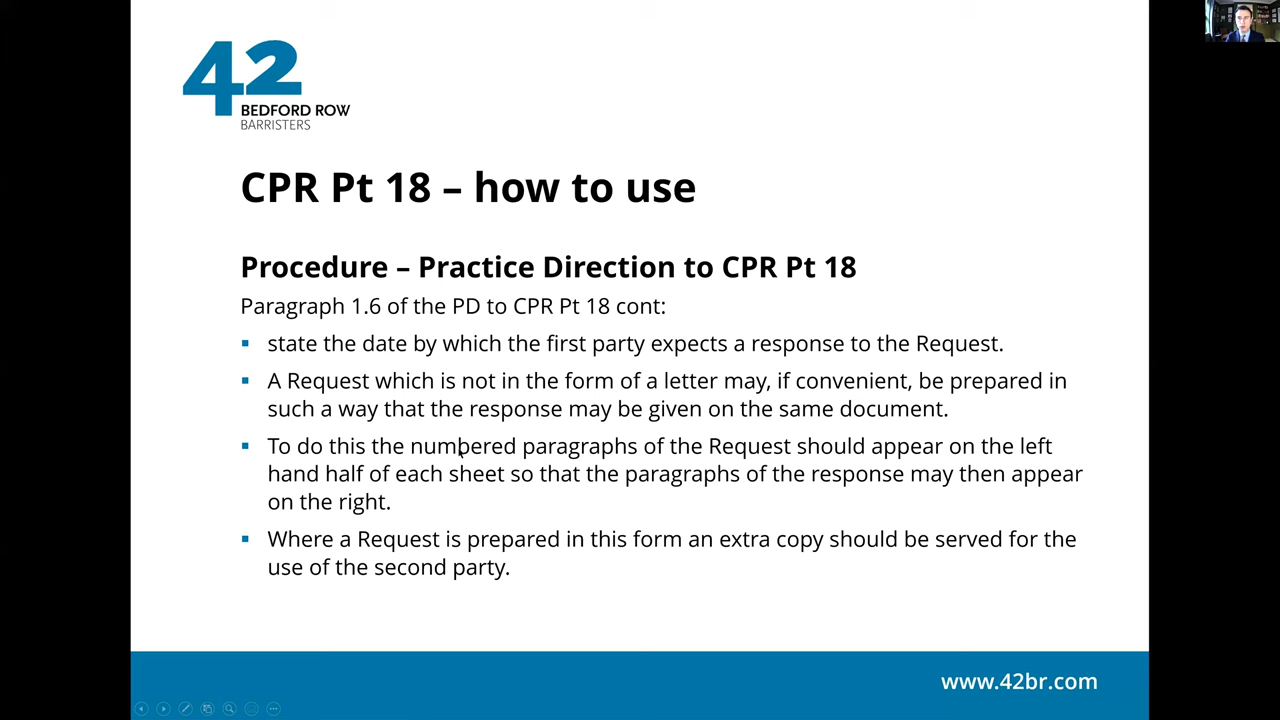 42
BEDFORD ROW
BARRISTERS
CPR Pt 18 – how to use
Procedure – Practice Direction to CPR Pt 18
Paragraph 1.6 of the PD to CPR Pt 18 cont:
▪ state the date by which the first party expects a response to the Request.
▪ A Request which is not in the form of a letter may, if convenient, be prepared in
such a way that the response may be given on the same document.
▪ To do this the numbered paragraphs of the Request should appear on the left
hand half of each sheet so that the paragraphs of the response may then appear
on the right.
▪ Where a Request is prepared in this form an extra copy should be served for the
use of the second party.
www.42br.com